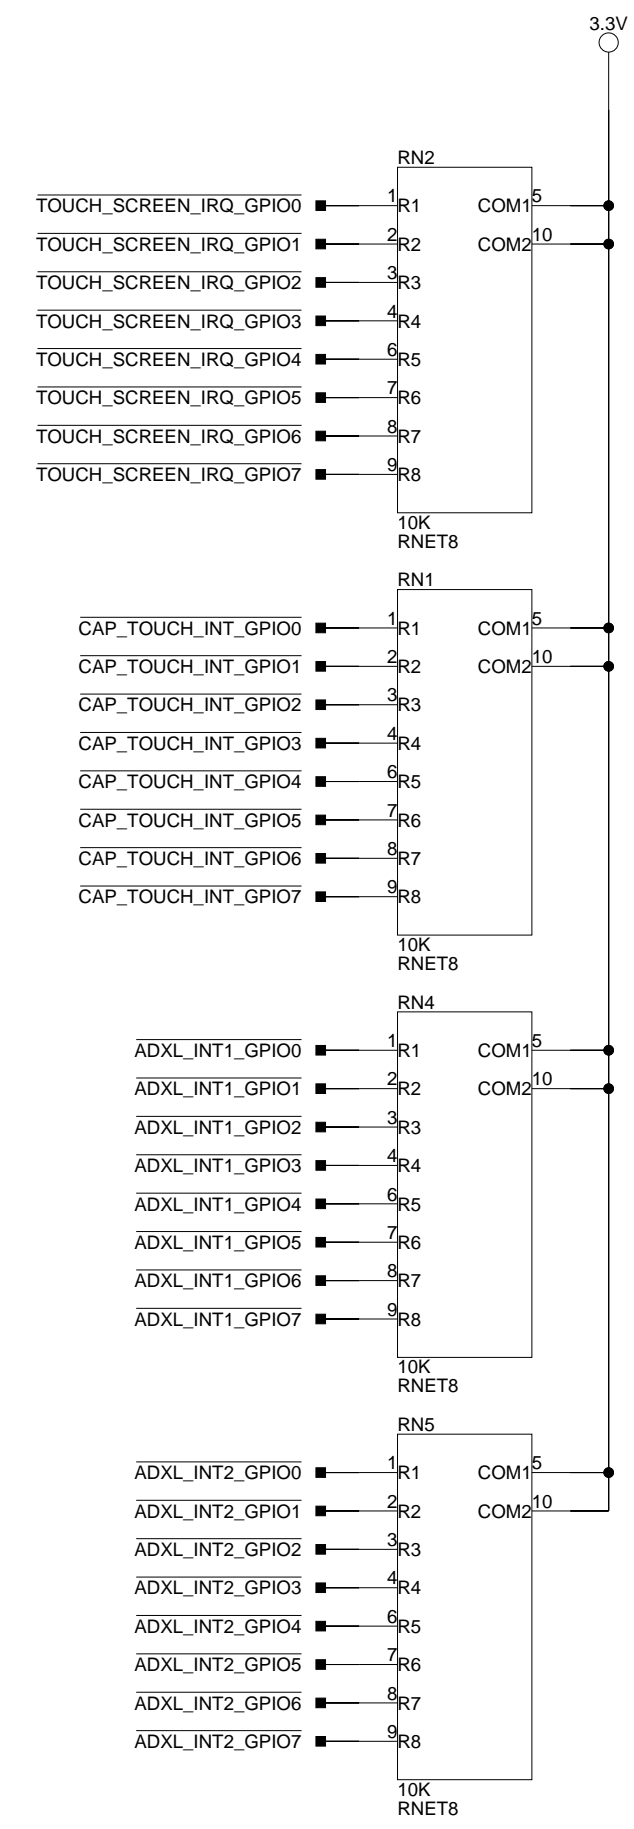 3.3V
RN2
TOUCH_SCREEN_IRQ_GPIO0 1 R1 COM1 5
TOUCH_SCREEN_IRQ_GPIO1 2 R2 COM2 10
TOUCH_SCREEN_IRQ_GPIO2 3 R3
TOUCH_SCREEN_IRQ_GPIO3 4 R4
TOUCH_SCREEN_IRQ_GPIO4 6 R5
TOUCH_SCREEN_IRQ_GPIO5 7 R6
TOUCH_SCREEN_IRQ_GPIO6 8 R7
TOUCH_SCREEN_IRQ_GPIO7 9 R8
10K
RNET8
RN1
CAP_TOUCH_INT_GPIO0 1 R1 COM1 5
CAP_TOUCH_INT_GPIO1 2 R2 COM2 10
CAP_TOUCH_INT_GPIO2 3 R3
CAP_TOUCH_INT_GPIO3 4 R4
CAP_TOUCH_INT_GPIO4 6 R5
CAP_TOUCH_INT_GPIO5 7 R6
CAP_TOUCH_INT_GPIO6 8 R7
CAP_TOUCH_INT_GPIO7 9 R8
10K
RNET8
RN4
ADXL_INT1_GPIO0 1 R1 COM1 5
ADXL_INT1_GPIO1 2 R2 COM2 10
ADXL_INT1_GPIO2 3 R3
ADXL_INT1_GPIO3 4 R4
ADXL_INT1_GPIO4 6 R5
ADXL_INT1_GPIO5 7 R6
ADXL_INT1_GPIO6 8 R7
ADXL_INT1_GPIO7 9 R8
10K
RNET8
RN5
ADXL_INT2_GPIO0 1 R1 COM1 5
ADXL_INT2_GPIO1 2 R2 COM2 10
ADXL_INT2_GPIO2 3 R3
ADXL_INT2_GPIO3 4 R4
ADXL_INT2_GPIO4 6 R5
ADXL_INT2_GPIO5 7 R6
ADXL_INT2_GPIO6 8 R7
ADXL_INT2_GPIO7 9 R8
10K
RNET8